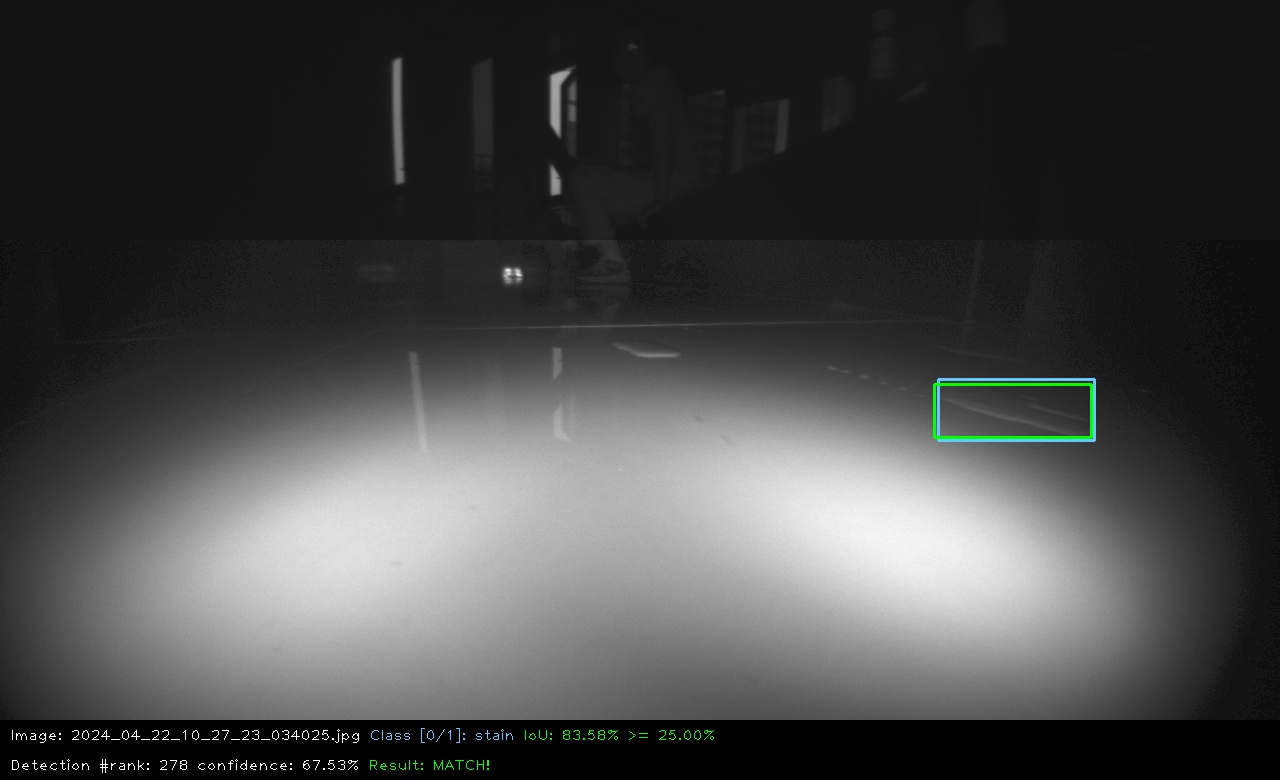 Image: 2024_04_22_10_27_23_034025.jpg Class [0/1]: stain IoU: 83.58% >= 25.00%
Detection #rank: 278 confidence: 67.53% Result: MATCH!